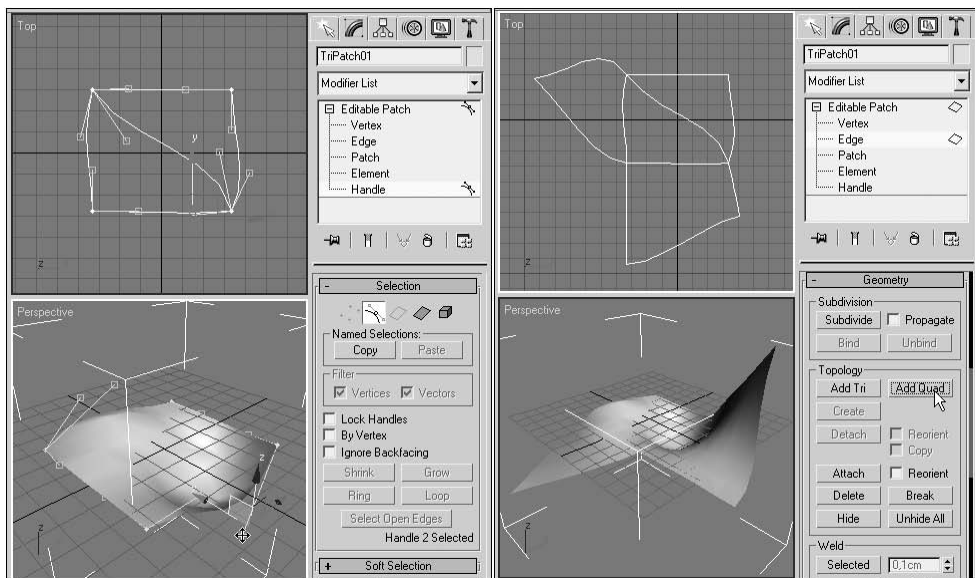 Top
y
z
Perspective
z
z
TriPatch01
Modifier List
Editable Patch
Vertex
Edge
Patch
Element
Handle
- Selection
Named Selections:
Copy Paste
Filter
Vertices Vectors
Lock Handles
By Vertex
Ignore Backfacing
Shrink Grow
Ring Loop
Select Open Edges
Handle 2 Selected
+ Soft Selection
Top
z
Perspective
z
TriPatch01
Modifier List
Editable Patch
Vertex
Edge
Patch
Element
Handle
- Geometry
Subdivision
Subdivide Propagate
Bind Unbind
Topology
Add Tri Add Quad
Create
Detach Reorient
Copy
Attach Reorient
Delete Break
Hide Unhide All
Weld
Selected 0,1cm